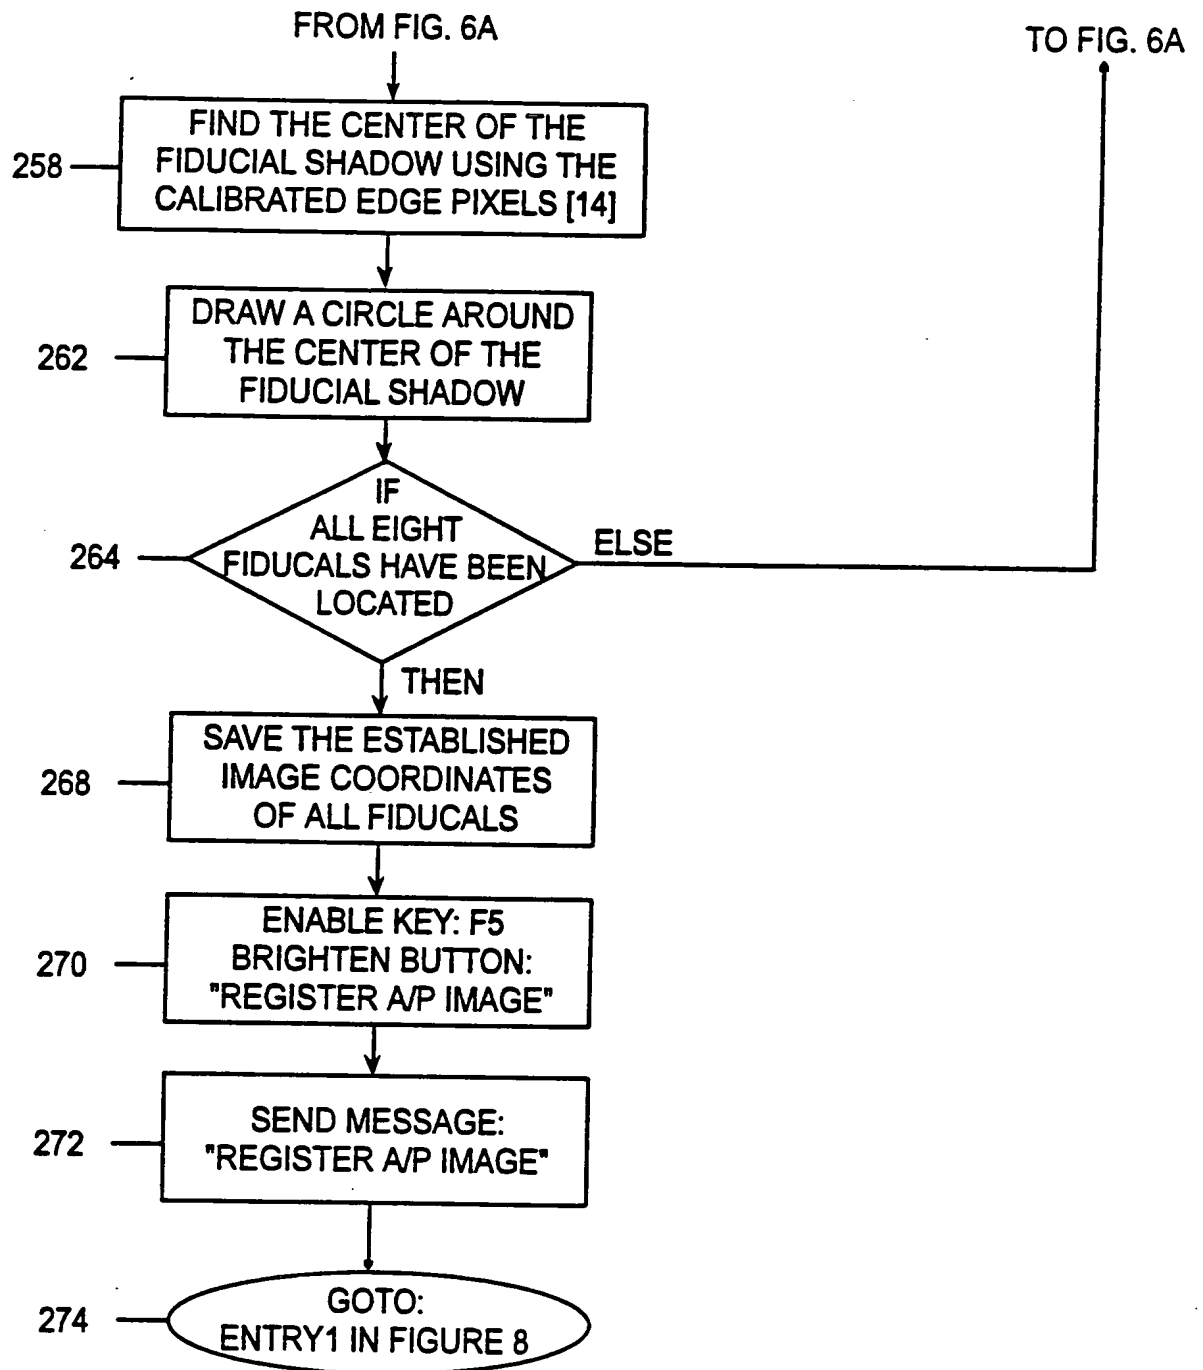 FROM FIG. 6A
TO FIG. 6A
258
FIND THE CENTER OF THE
FIDUCIAL SHADOW USING THE
CALIBRATED EDGE PIXELS [14]
262
DRAW A CIRCLE AROUND
THE CENTER OF THE
FIDUCIAL SHADOW
264
IF
ALL EIGHT
FIDUCALS HAVE BEEN
LOCATED
ELSE
THEN
268
SAVE THE ESTABLISHED
IMAGE COORDINATES
OF ALL FIDUCALS
270
ENABLE KEY: F5
BRIGHTEN BUTTON:
"REGISTER A/P IMAGE"
272
SEND MESSAGE:
"REGISTER A/P IMAGE"
274
GOTO:
ENTRY1 IN FIGURE 8